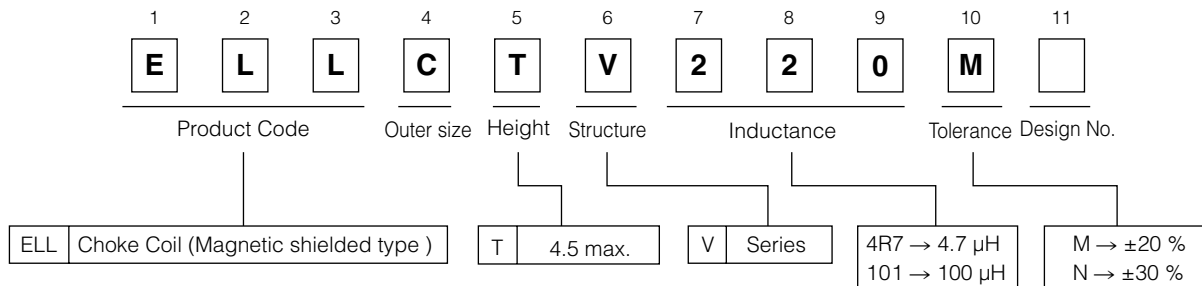 1 2 3 4 5 6 7 8 9 10 11
E L L C T V 2 2 0 M
Product Code Outer size Height Structure Inductance Tolerance Design No.
ELL Choke Coil (Magnetic shielded type ) T 4.5 max. V Series 4R7 → 4.7 μH M → ±20 %
101 → 100 μH N → ±30 %